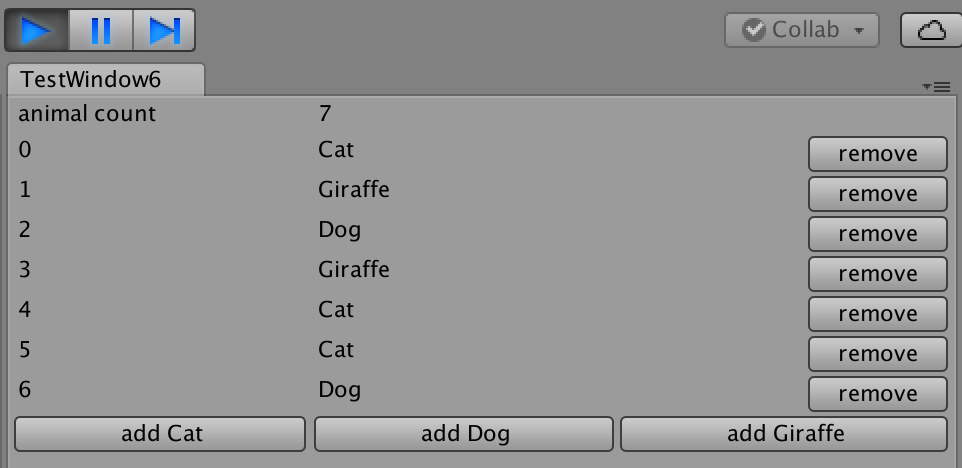 Collab
TestWindow6
animal count 7
0 Cat remove
1 Giraffe remove
2 Dog remove
3 Giraffe remove
4 Cat remove
5 Cat remove
6 Dog remove
add Cat add Dog add Giraffe